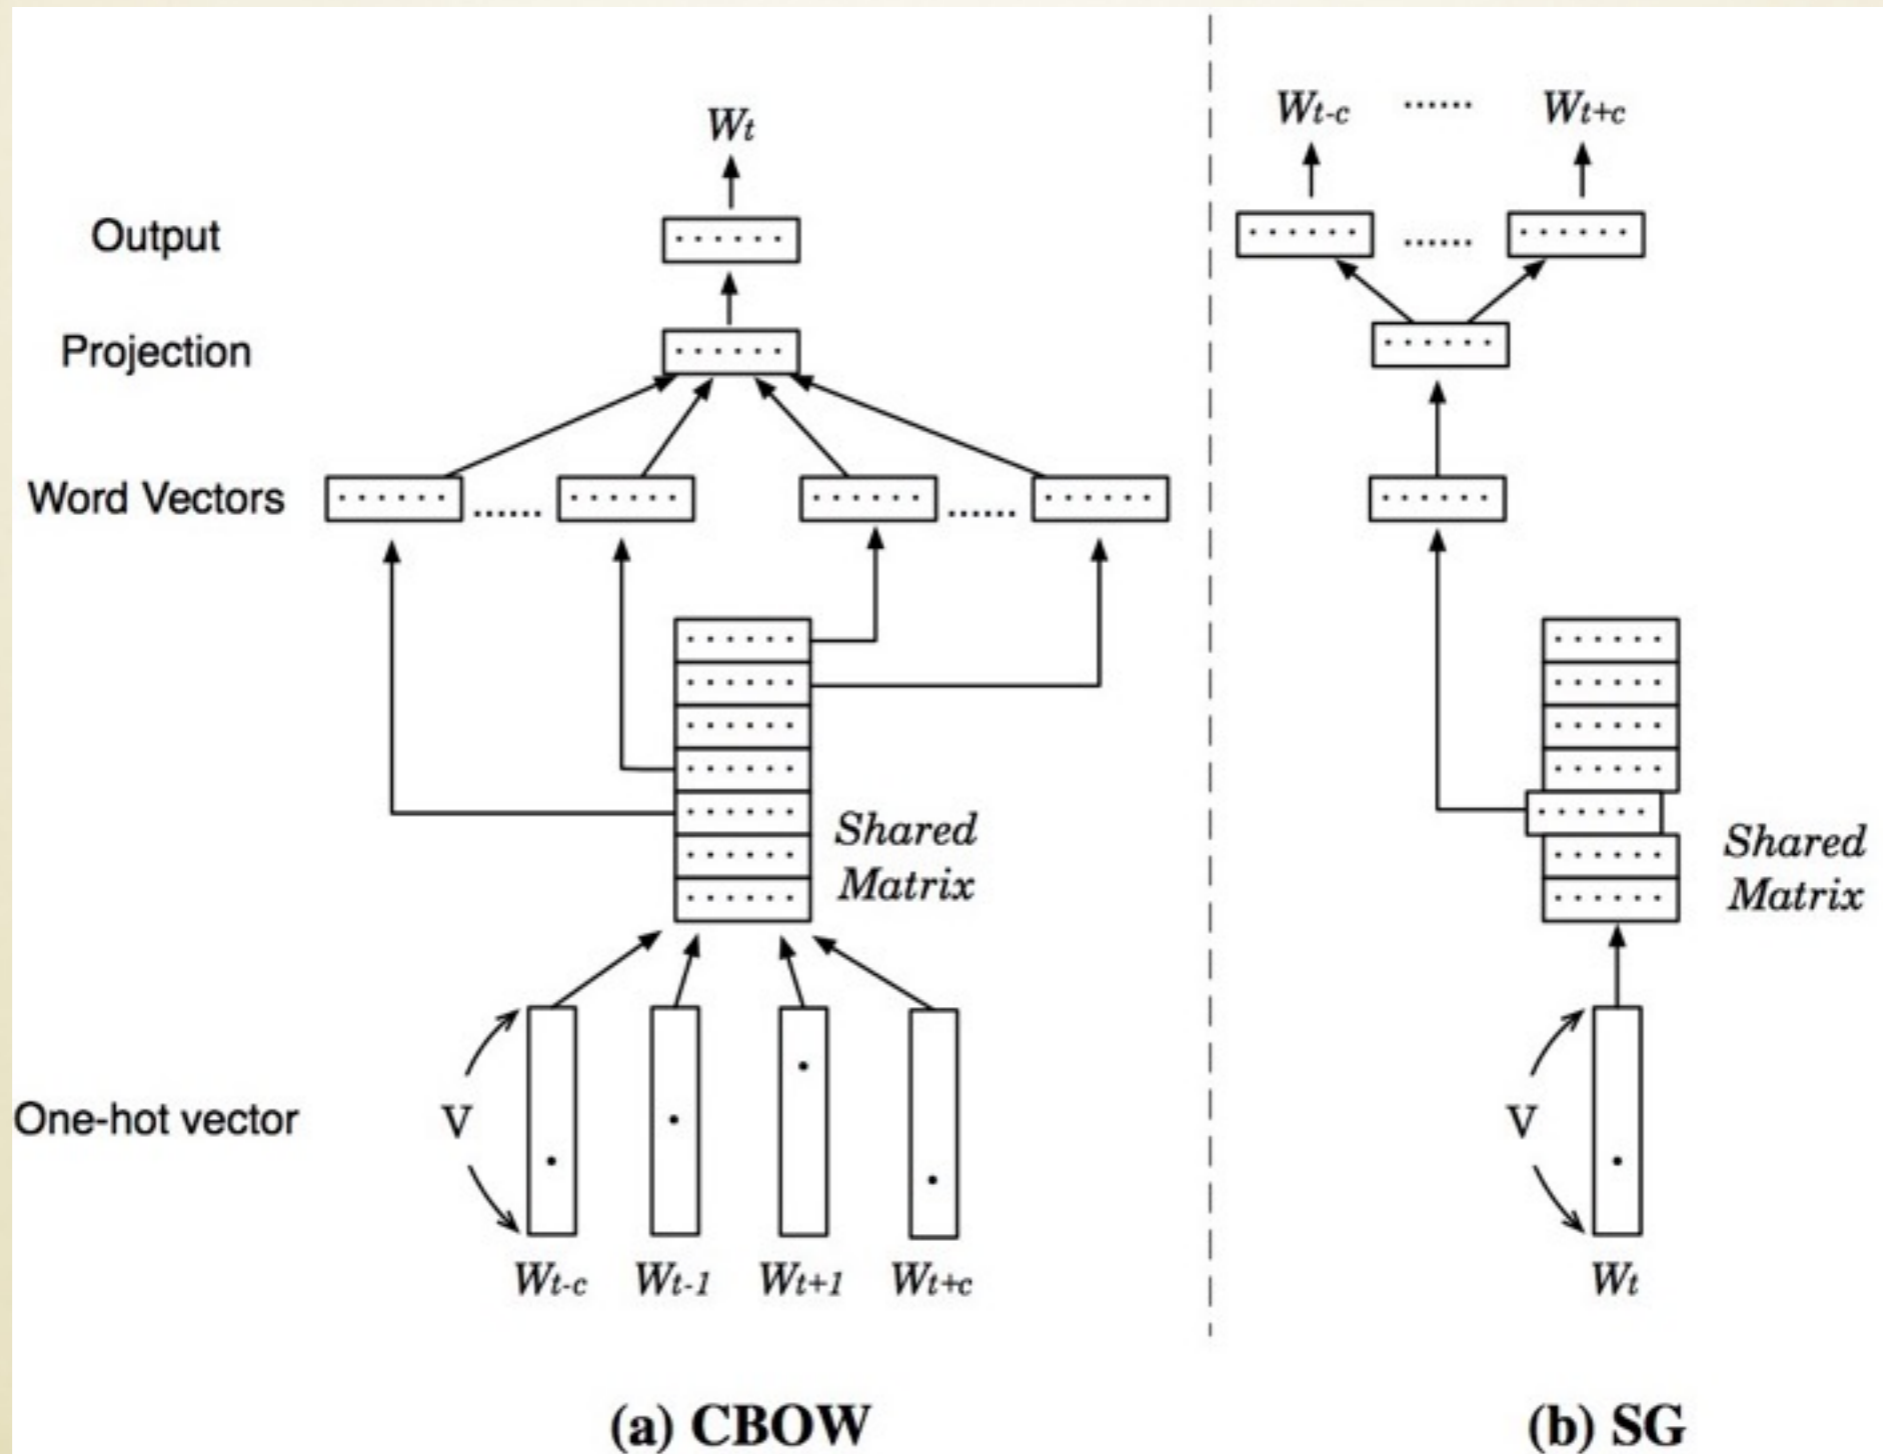 Wt
Output
Projection
Word Vectors
Shared
Matrix
One-hot vector
V
Wt-c Wt-1 Wt+1 Wt+c
(a) CBOW
Wt-c ...... Wt+c
......
Shared
Matrix
V
Wt
(b) SG